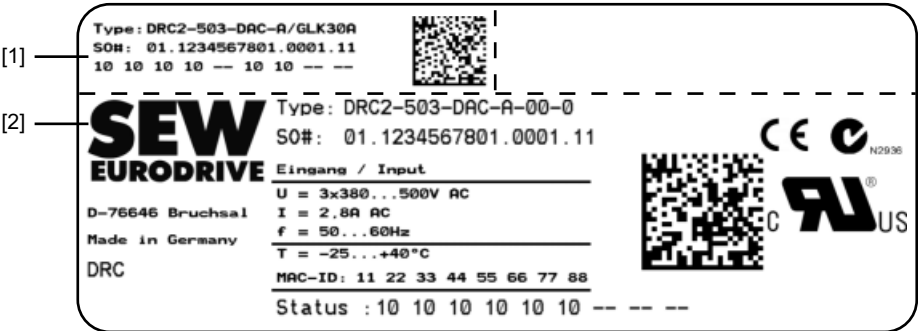 [1]
Type: DRC2-503-DAC-A/GLK30A
SO#: 01.1234567801.0001.11
10 10 10 10 -- 10 10 -- --
[2]
SEW
EURODRIVE
D-76646 Bruchsal
Made in Germany
DRC
Type: DRC2-503-DAC-A-00-0
SO#: 01.1234567801.0001.11
Eingang / Input
U = 3x380...500V AC
I = 2,8A AC
f = 50...60Hz
T = -25...+40°C
MAC-ID: 11 22 33 44 55 66 77 88
Status : 10 10 10 10 10 10 -- -- --
CE
N2936
C RU US
®